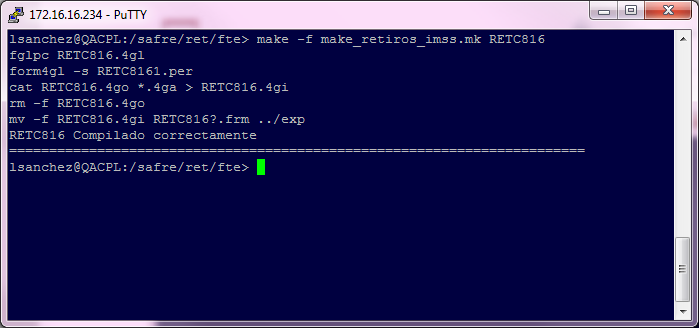 172.16.16.234 - PuTTY
lsanchez@QACPL:/safre/ret/fte> make -f make_retiros_imss.mk RETC816
fglpc RETC816.4gl
form4gl -s RETC8161.per
cat RETC816.4go *.4ga > RETC816.4gi
rm -f RETC816.4go
mv -f RETC816.4gi RETC816?.frm ../exp
RETC816 Compilado correctamente
==========================================================================
lsanchez@QACPL:/safre/ret/fte>